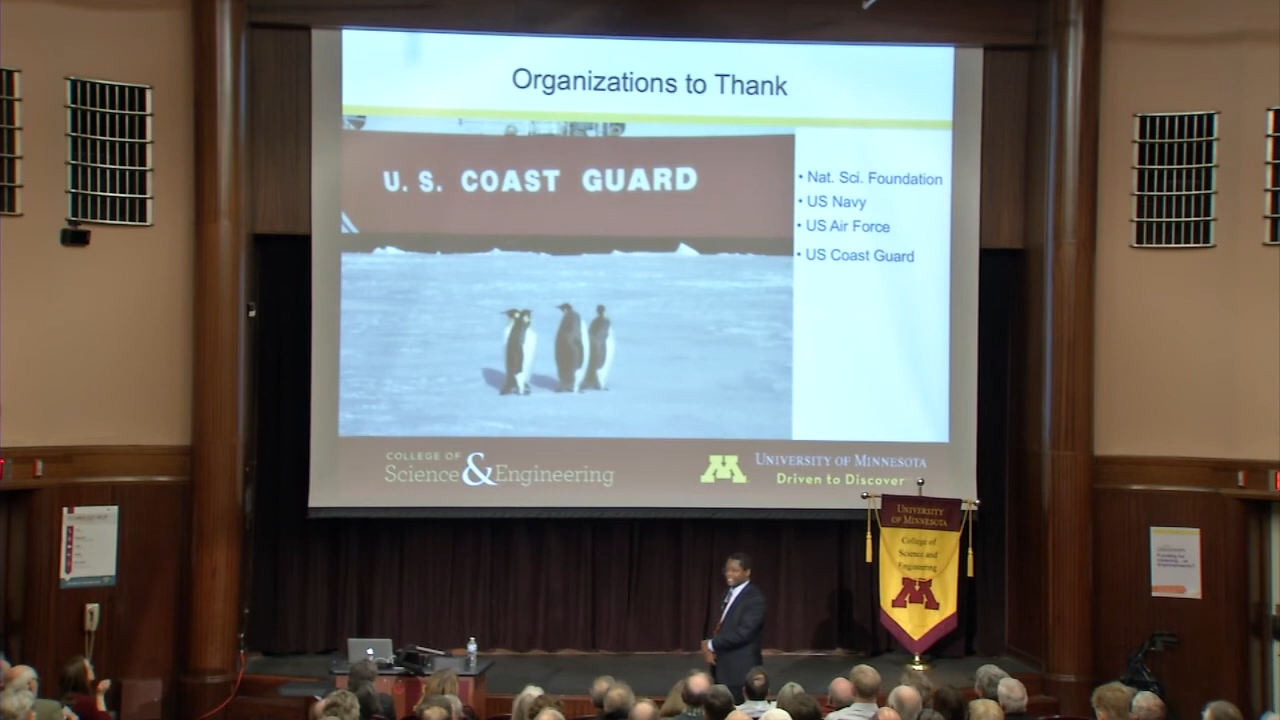 Organizations to Thank
U. S. COAST GUARD
• Nat. Sci. Foundation
• US Navy
• US Air Force
• US Coast Guard
COLLEGE OF
Science & Engineering
M UNIVERSITY OF MINNESOTA
Driven to Discover
UNIVERSITY
OF MINNESOTA
College of
Science and
Engineering
M